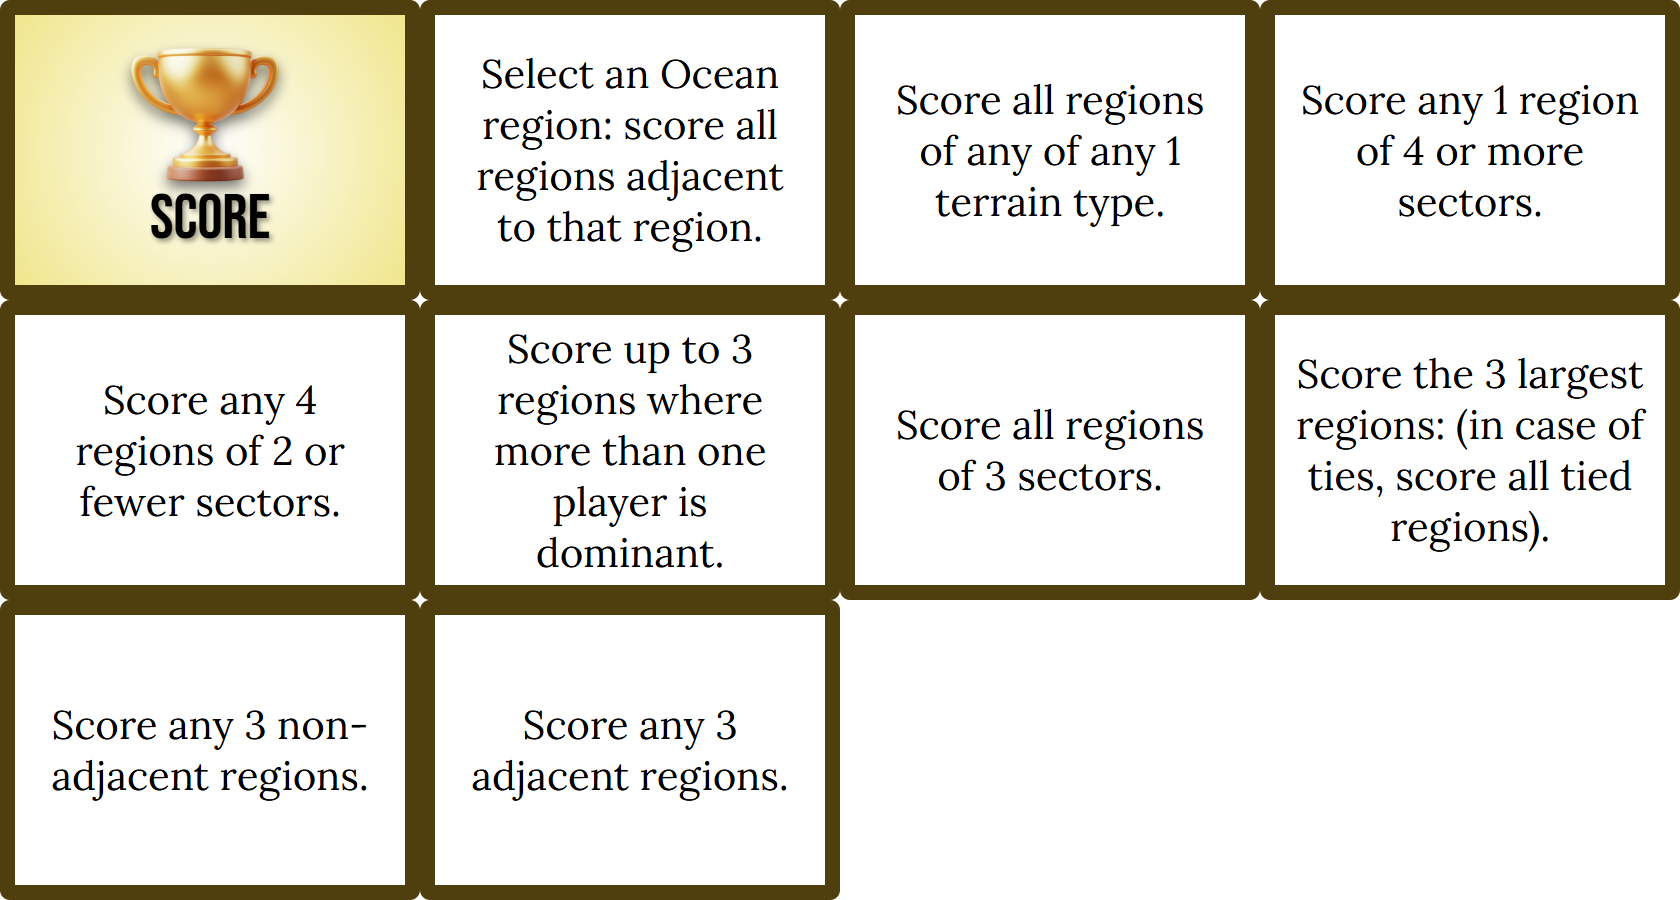 SCORE
Select an Ocean
region: score all
regions adjacent
to that region.
Score all regions
of any of any 1
terrain type.
Score any 1 region
of 4 or more
sectors.
Score any 4
regions of 2 or
fewer sectors.
Score up to 3
regions where
more than one
player is
dominant.
Score all regions
of 3 sectors.
Score the 3 largest
regions: (in case of
ties, score all tied
regions).
Score any 3 non-
adjacent regions.
Score any 3
adjacent regions.